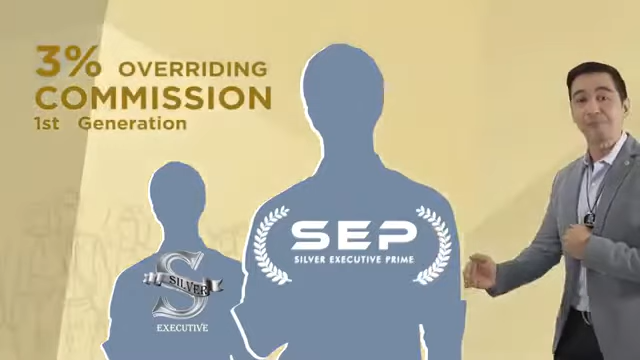 3% OVERRIDING
COMMISSION
1st Generation
SEP
SILVER EXECUTIVE PRIME
S
SILVER
EXECUTIVE